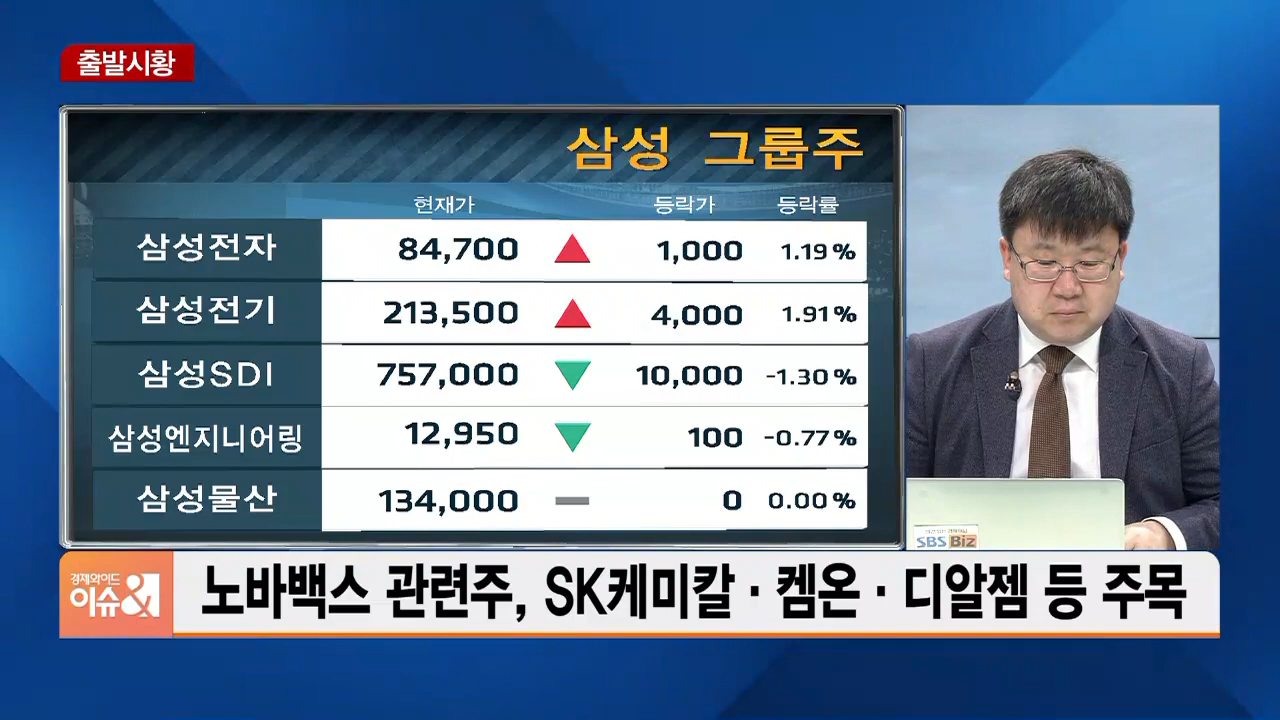 출발시황
삼성 그룹주
현재가 등락가 등락률
삼성전자 84,700 ▲ 1,000 1.19%
삼성전기 213,500 ▲ 4,000 1.91%
삼성SDI 757,000 ▼ 10,000 -1.30%
삼성엔지니어링 12,950 ▼ 100 -0.77%
삼성물산 134,000 0 0.00%
SBS Biz
경제와이드
이슈&
노바백스 관련주, SK케미칼·켐온·디알젬 등 주목